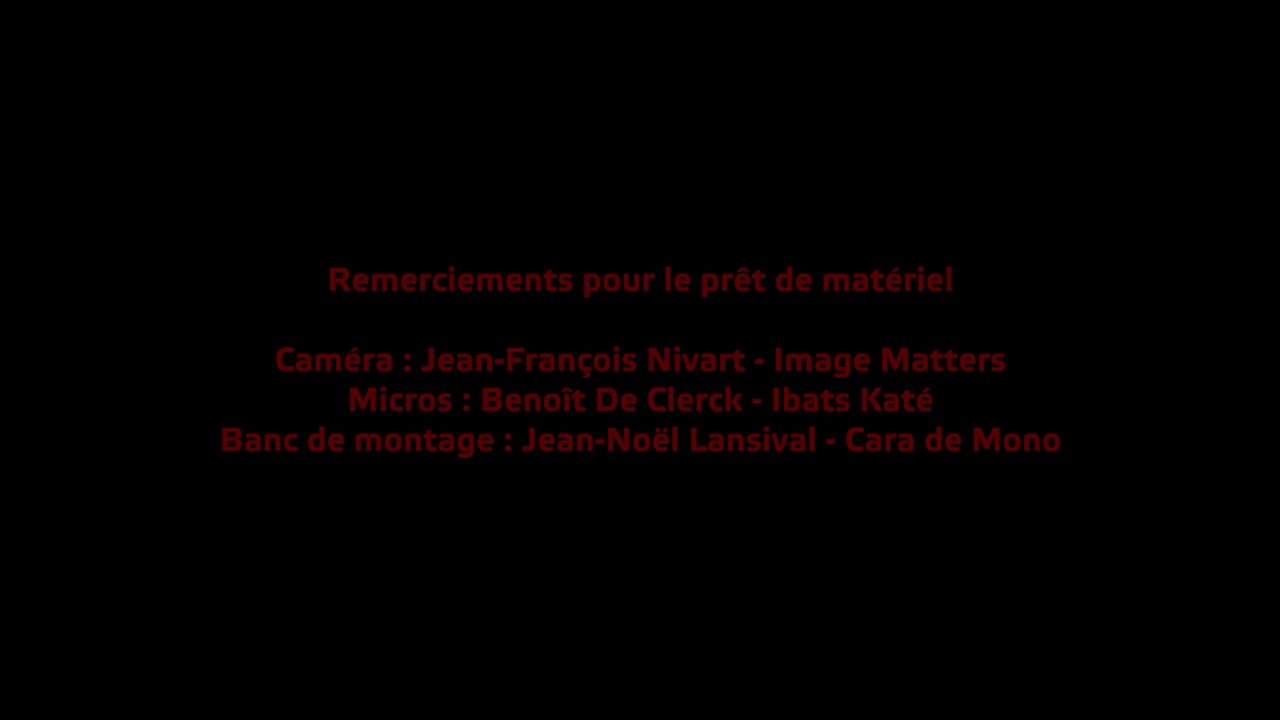 Remerciements pour le prêt de matériel
Caméra : Jean-François Nivart - Image Matters
Micros : Benoît De Clerck - Ibats Katé
Banc de montage : Jean-Noël Lansival - Cara de Mono